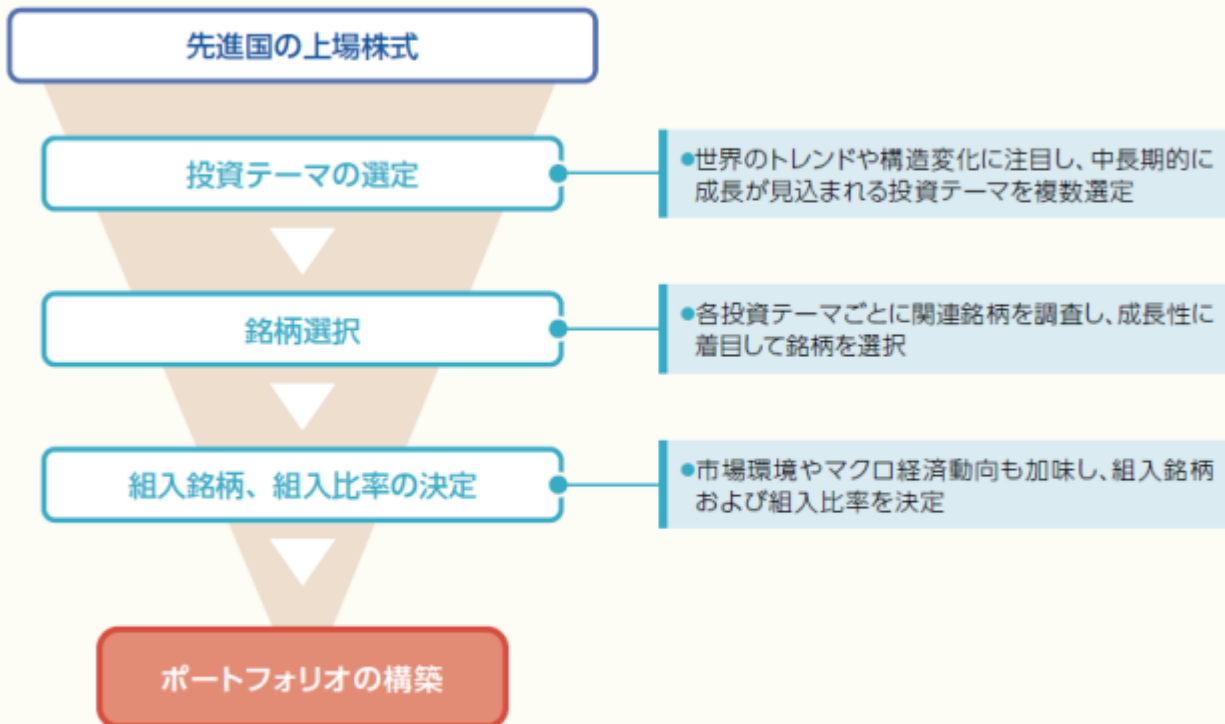 先進国の上場株式
投資テーマの選定
●世界のトレンドや構造変化に注目し、中長期的に
成長が見込まれる投資テーマを複数選定
銘柄選択
●各投資テーマごとに関連銘柄を調査し、成長性に
着目して銘柄を選択
組入銘柄、組入比率の決定
●市場環境やマクロ経済動向も加味し、組入銘柄
および組入比率を決定
ポートフォリオの構築